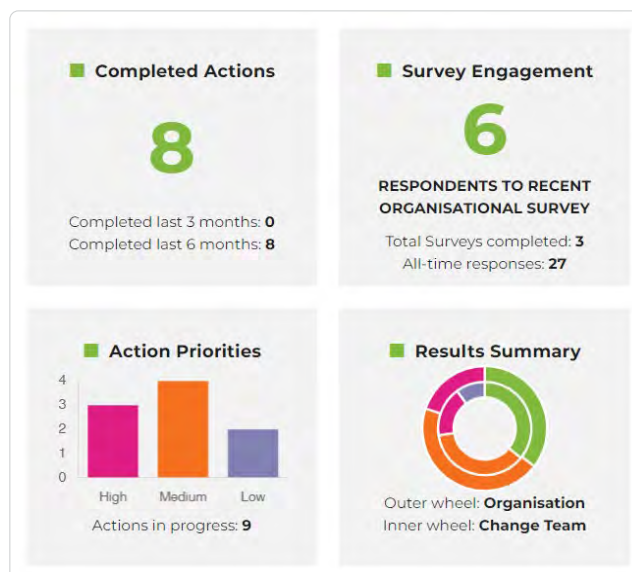 Completed Actions
8
Completed last 3 months: 0
Completed last 6 months: 8
Survey Engagement
6
RESPONDENTS TO RECENT
ORGANISATIONAL SURVEY
Total Surveys completed: 3
All-time responses: 27
Action Priorities
4
3
2
1
0
High Medium Low
Actions in progress: 9
Results Summary
Outer wheel: Organisation
Inner wheel: Change Team